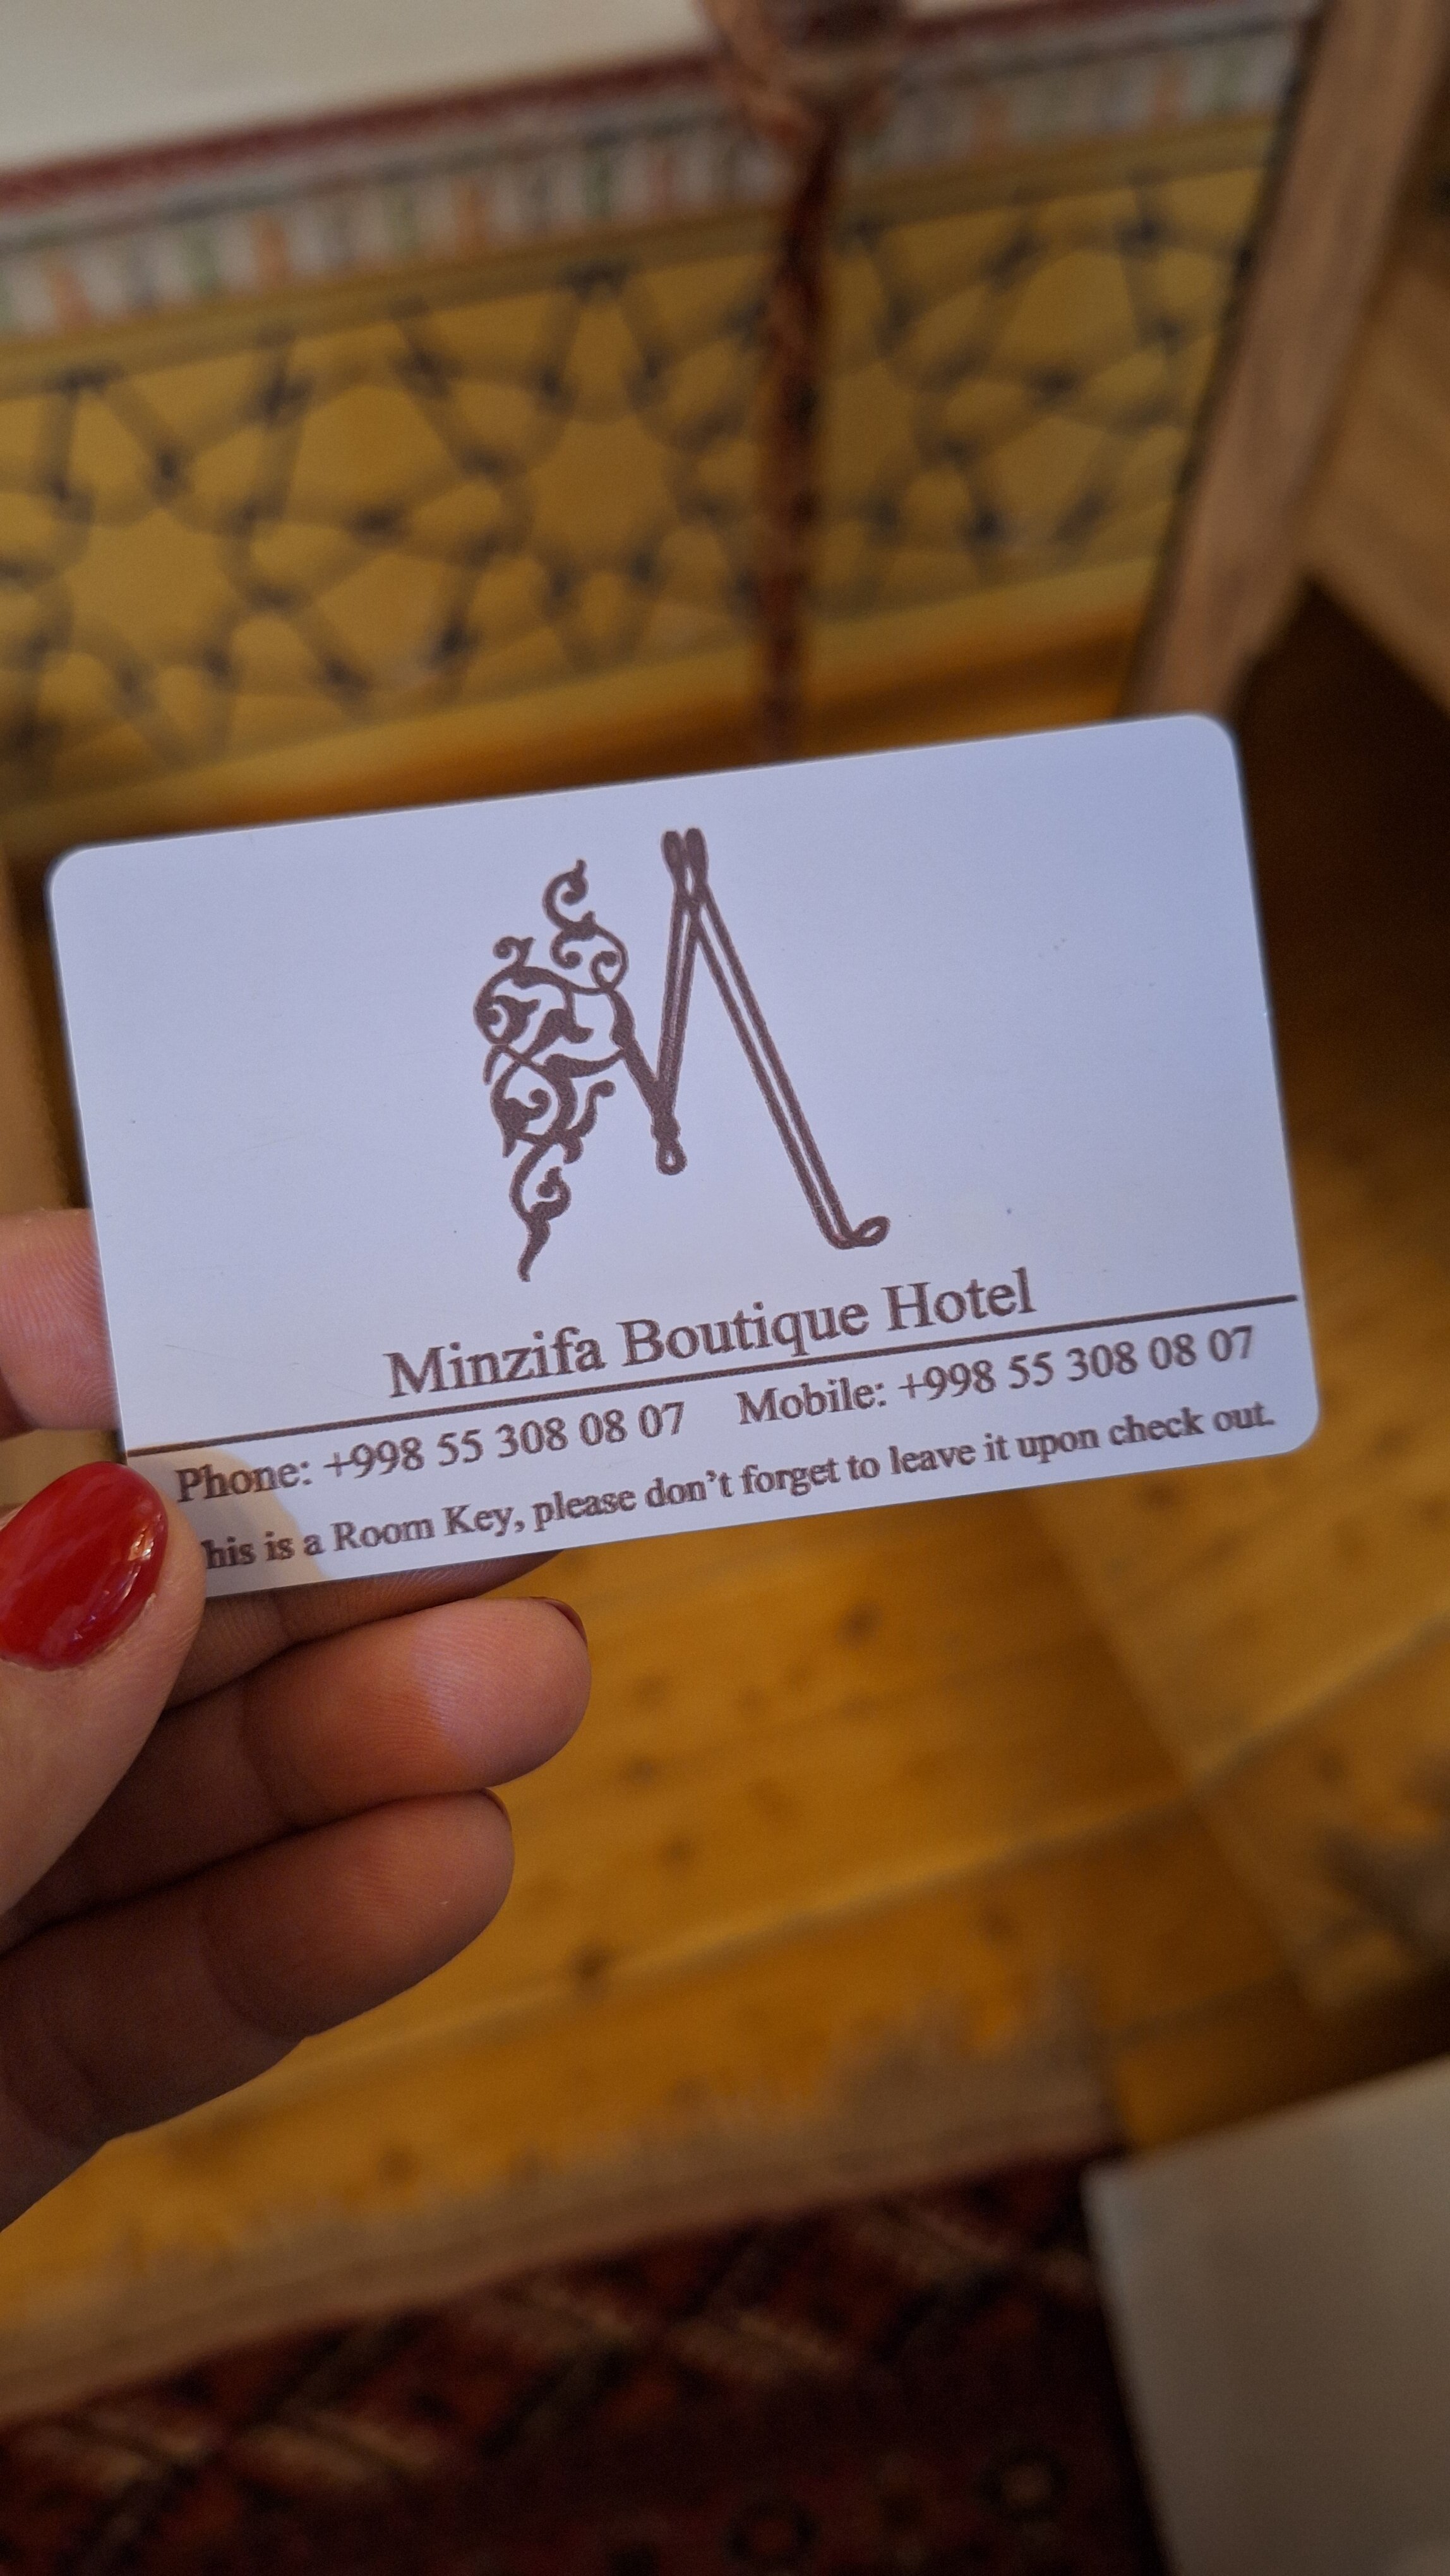 Minzifa Boutique Hotel
Phone: +998 55 308 08 07 Mobile: +998 55 308 08 07
his is a Room Key, please don't forget to leave it upon check out.